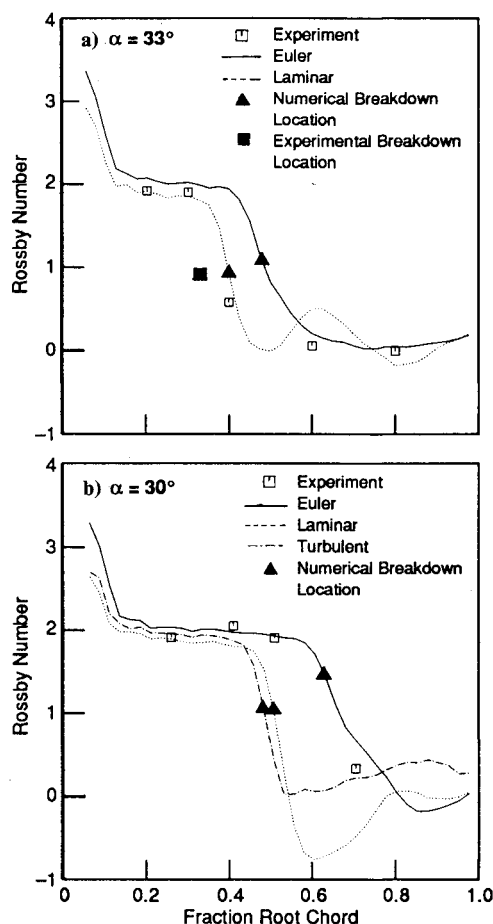 a) α = 33°
Experiment
Euler
Laminar
Numerical Breakdown
Location
Experimental Breakdown
Location
4
3
2
1
0
−1
Rossby Number
b) α = 30°
Experiment
Euler
Laminar
Turbulent
Numerical Breakdown
Location
4
3
2
1
0
−1
Rossby Number
0 0.2 0.4 0.6 0.8 1.0
Fraction Root Chord